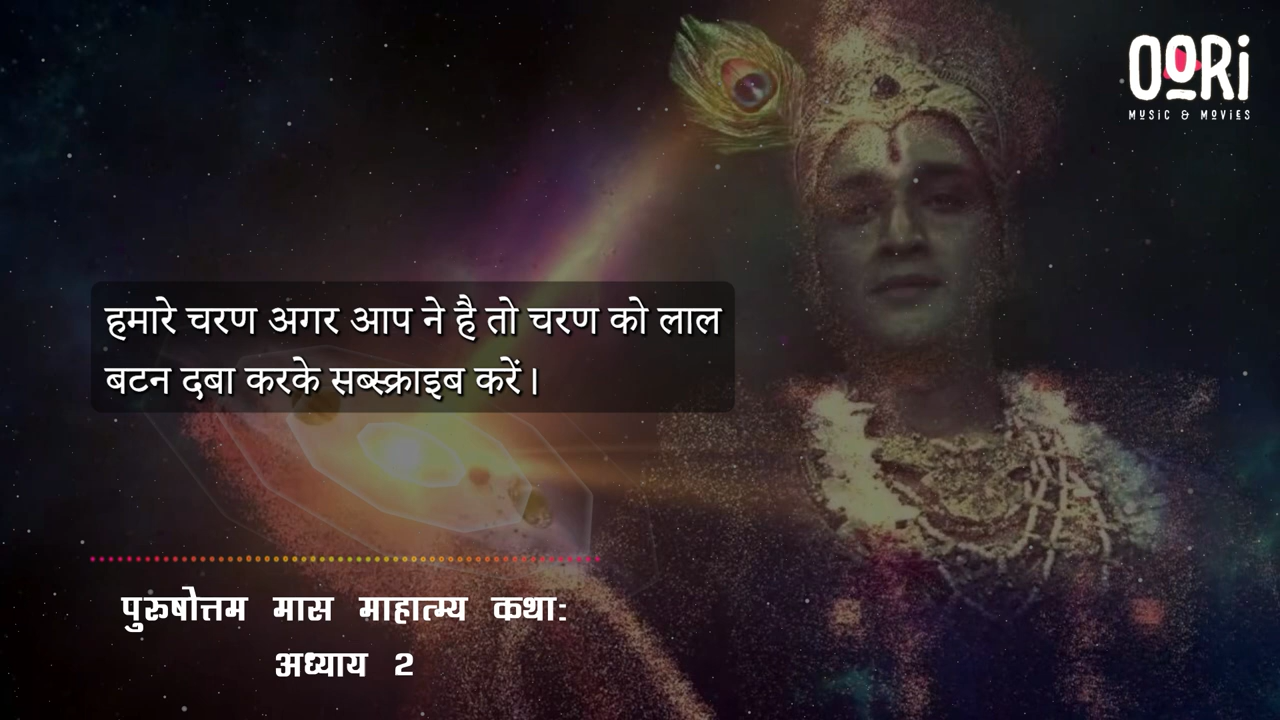 OORi
MUSIC & MOVIES
हमारे चरण अगर आप ने है तो चरण को लाल
बटन दबा करके सब्स्क्राइब करें।
पुरुषोत्तम मास माहात्म्य कथा:
अध्याय 2